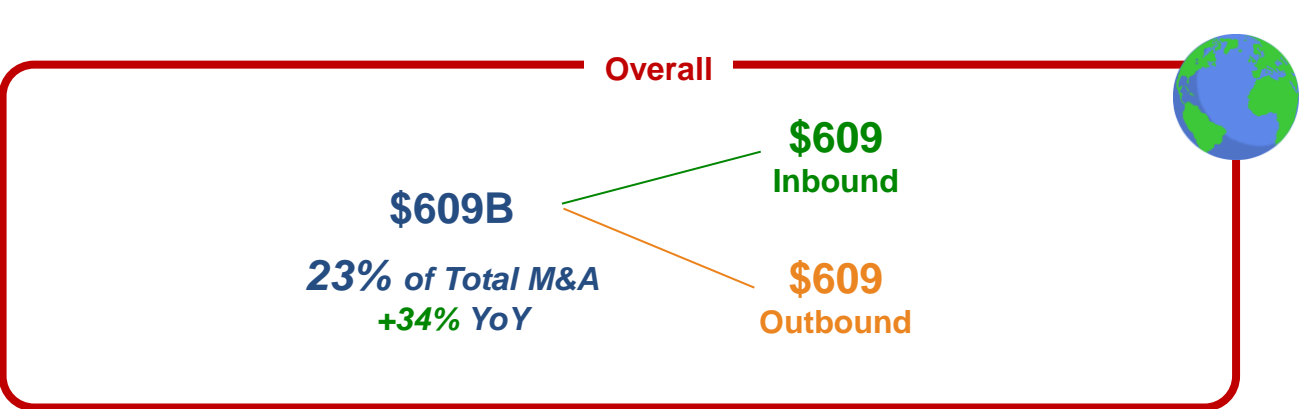 Overall
$609B
23% of Total M&A
+34% YoY
$609
Inbound
$609
Outbound